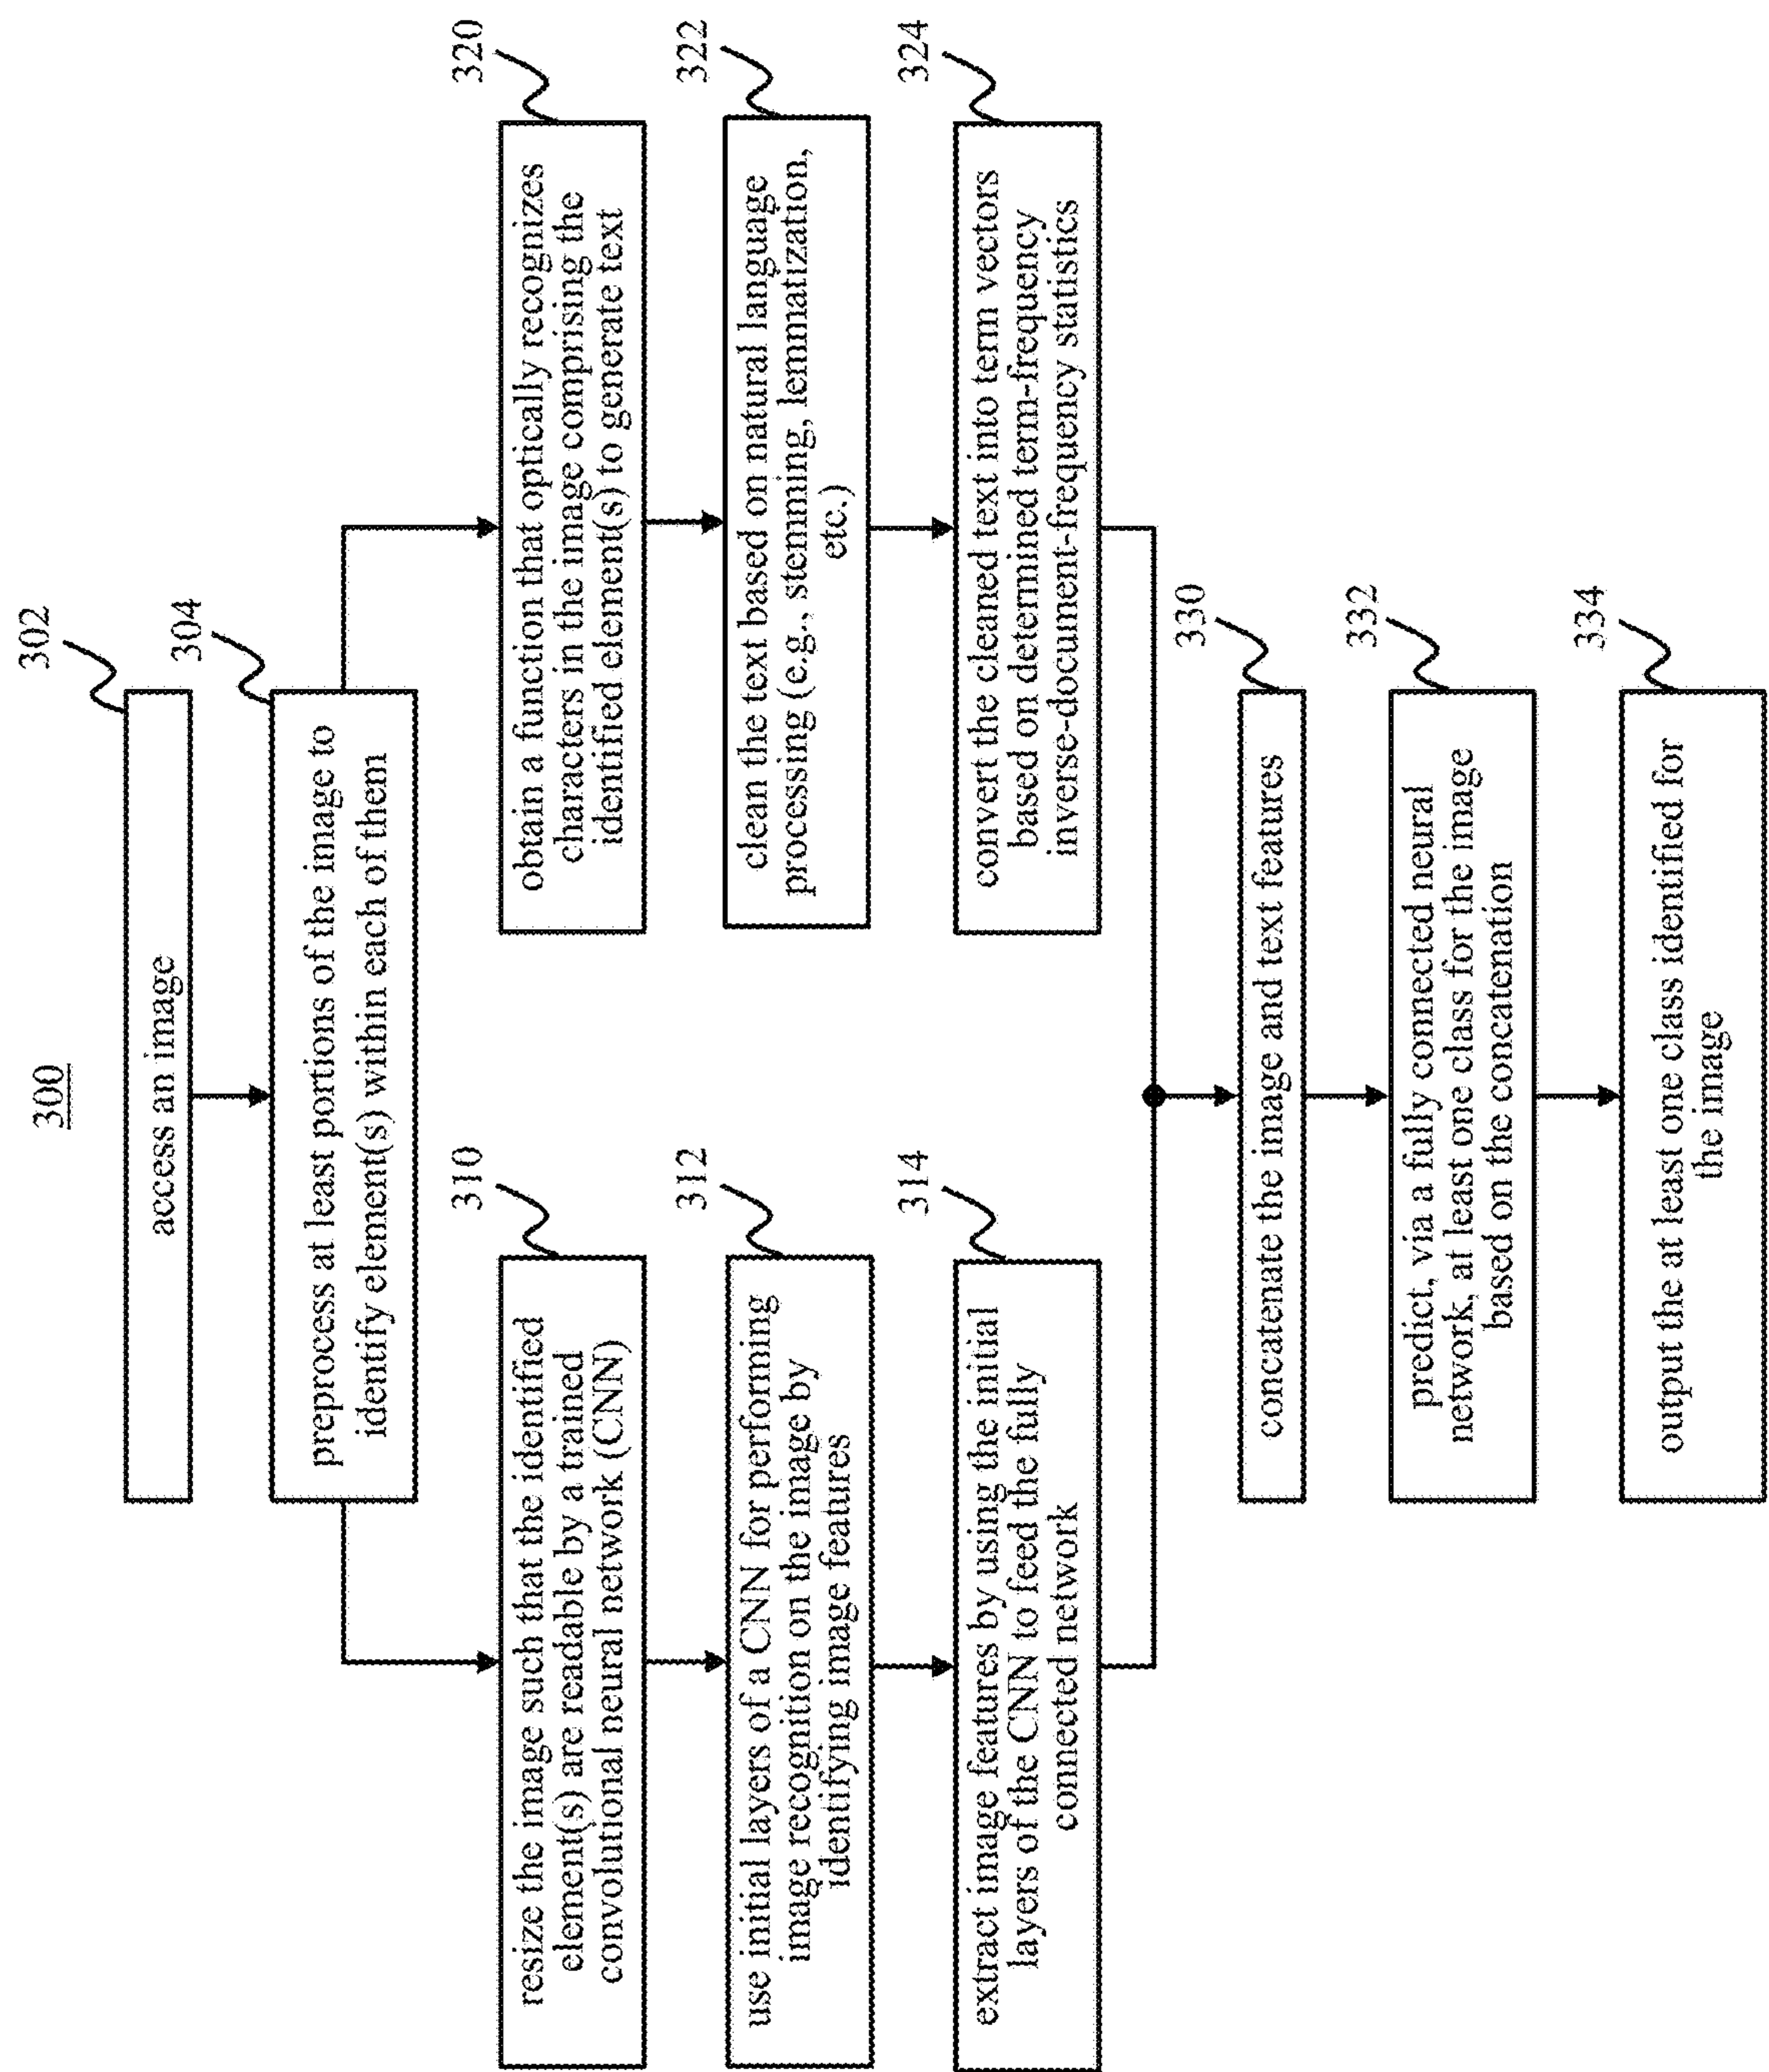 300
302
access an image
304
preprocess at least portions of the image to
identify element(s) within each of them
310
resize the image such that the identified
element(s) are readable by a trained
convolutional neural network (CNN)
312
use initial layers of a CNN for performing
image recognition on the image by
identifying image features
314
extract image features by using the initial
layers of the CNN to feed the fully
connected network
320
obtain a function that optically recognizes
characters in the image comprising the
identified element(s) to generate text
322
clean the text based on natural language
processing (e.g., stemming, lemmatization,
etc.)
324
convert the cleaned text into term vectors
based on determined term-frequency
inverse-document-frequency statistics
330
concatenate the image and text features
332
predict, via a fully connected neural
network, at least one class for the image
based on the concatenation
334
output the at least one class identified for
the image